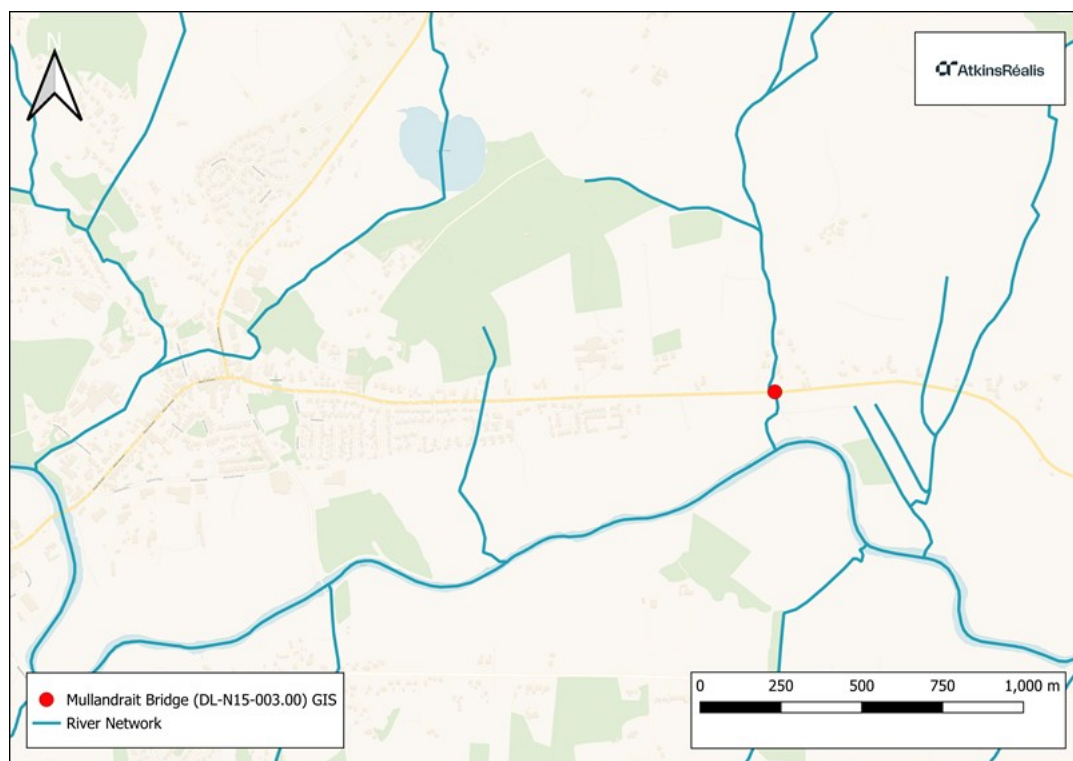 N
AtkinsRéalis
Mullandrait Bridge (DL-N15-003.00) GIS
River Network
0 250 500 750 1,000 m